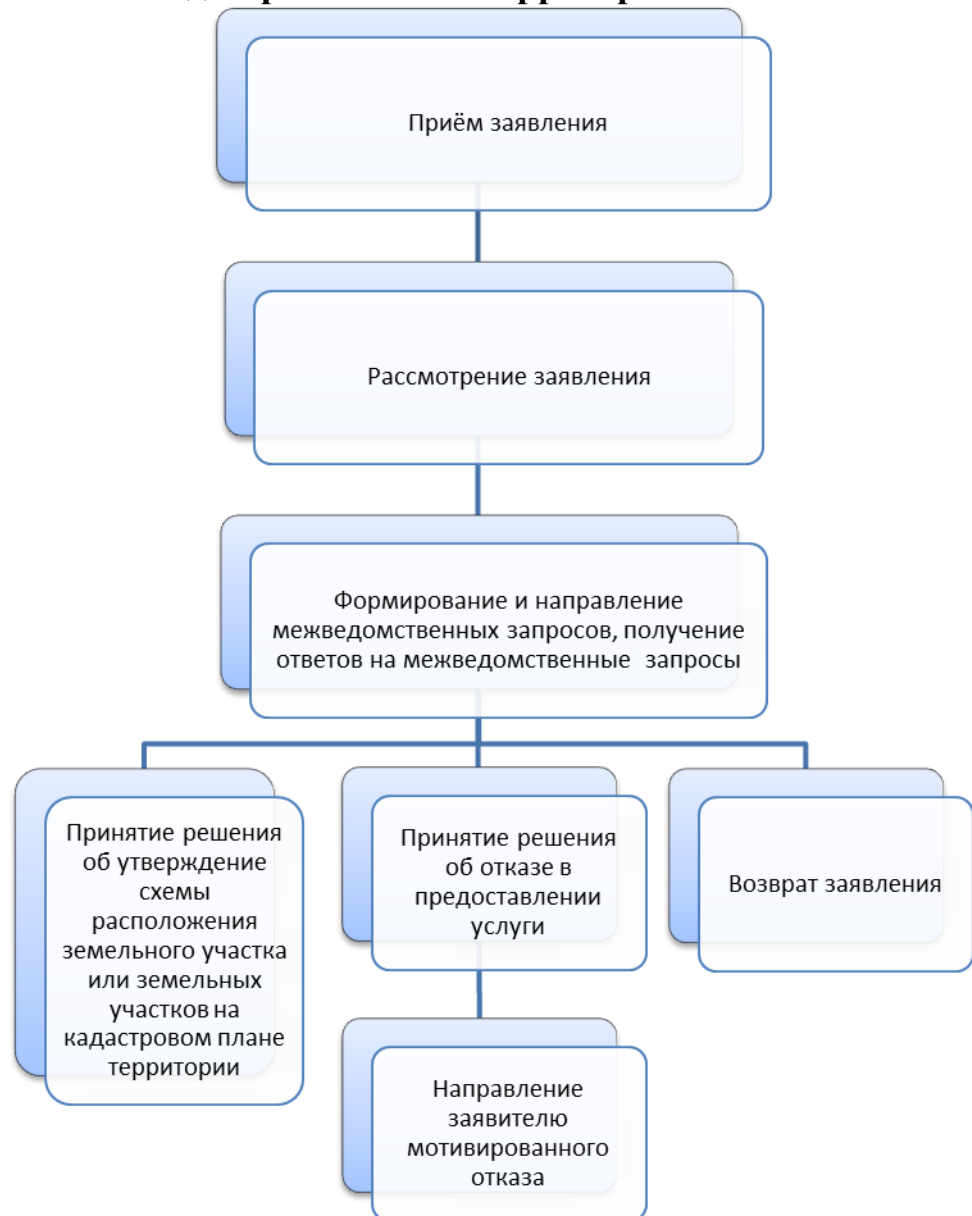 Приём заявления
Рассмотрение заявления
Формирование и направление
межведомственных запросов, получение
ответов на межведомственные запросы
Принятие решения
об утверждение
схемы
расположения
земельного участка
или земельных
участков на
кадастровом плане
территории
Принятие решения
об отказе в
предоставлении
услуги
Возврат заявления
Направление
заявителю
мотивированного
отказа